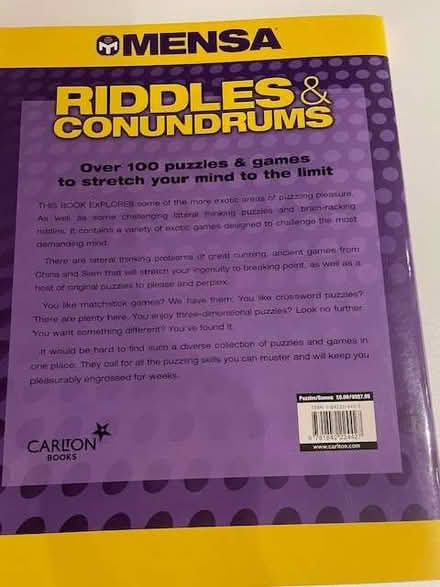 MENSA
RIDDLES &
CONUNDRUMS
Over 100 puzzles & games
to stretch your mind to the limit
THIS BOOK EXPLORES some of the more exotic areas of puzzling pleasure.
As well as some challenging lateral thinking puzzles and brain-racking
riddles, it contains a variety of exotic games designed to challenge the most
demanding mind.
There are lateral thinking problems of great cunning, ancient games from
China and Siam that will stretch your ingenuity to breaking point, as well as a
host of original puzzles to please and perplex.
You like matchstick games? We have them. You like crossword puzzles?
There are plenty here. You enjoy three-dimensional puzzles? Look no further.
You want something different? You've found it.
It would be hard to find such a diverse collection of puzzles and games in
one place. They call for all the puzzling skills you can muster and will keep you
pleasurably engrossed for weeks.
Puzzles/Games
CARLTON
BOOKS
www.carlton.com